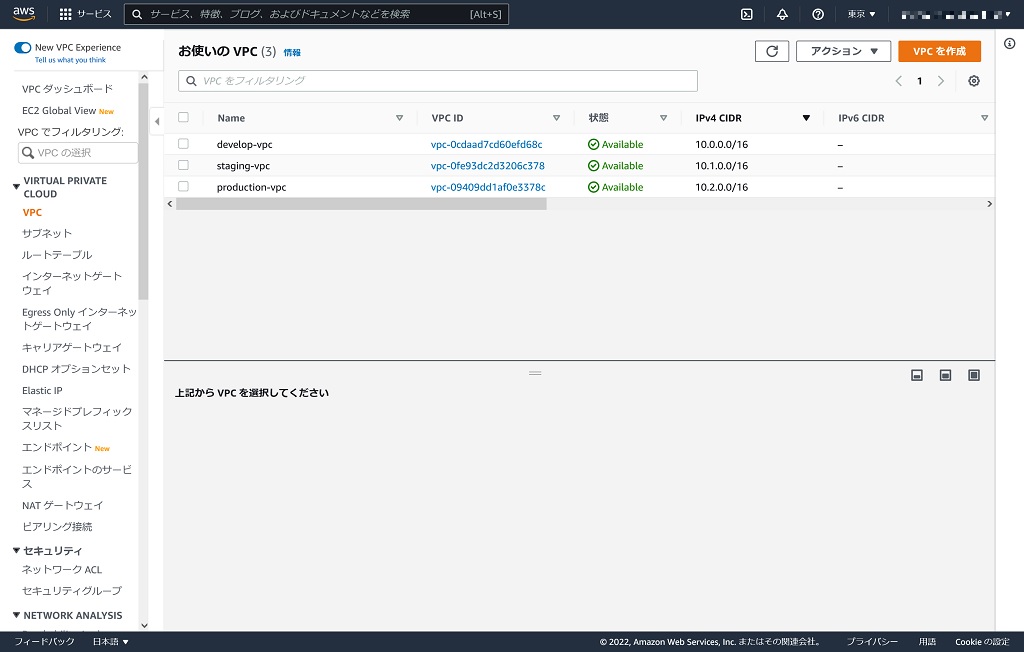 aws
サービス
サービス、特徴、ブログ、およびドキュメントなどを検索 [Alt+S]
東京
New VPC Experience
Tell us what you think
VPC ダッシュボード
EC2 Global View New
VPC でフィルタリング:
VPC の選択
VIRTUAL PRIVATE
CLOUD
VPC
サブネット
ルートテーブル
インターネットゲート
ウェイ
Egress Only インターネッ
トゲートウェイ
キャリアゲートウェイ
DHCP オプションセット
Elastic IP
マネージドプレフィック
スリスト
エンドポイント New
エンドポイントのサービ
ス
NAT ゲートウェイ
ピアリング接続
セキュリティ
ネットワーク ACL
セキュリティグループ
NETWORK ANALYSIS
お使いの VPC (3) 情報
アクション
VPC を作成
VPC をフィルタリング
1
Name VPC ID 状態 IPv4 CIDR IPv6 CIDR
develop-vpc vpc-0cdaad7cd60efd68c Available 10.0.0.0/16 –
staging-vpc vpc-0fe93dc2d3206c378 Available 10.1.0.0/16 –
production-vpc vpc-09409dd1af0e3378c Available 10.2.0.0/16 –
上記から VPC を選択してください
フィードバック 日本語 © 2022, Amazon Web Services, Inc. またはその関連会社。 プライバシー 用語 Cookie の設定